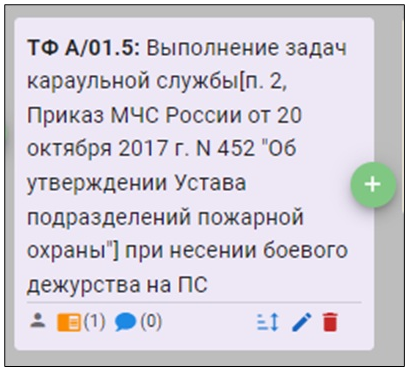 ТФ А/01.5: Выполнение задач
караульной службы[п. 2,
Приказ МЧС России от 20
октября 2017 г. N 452 "Об
утверждении Устава
подразделений пожарной
охраны"] при несении боевого
дежурства на ПС
(1) (0)